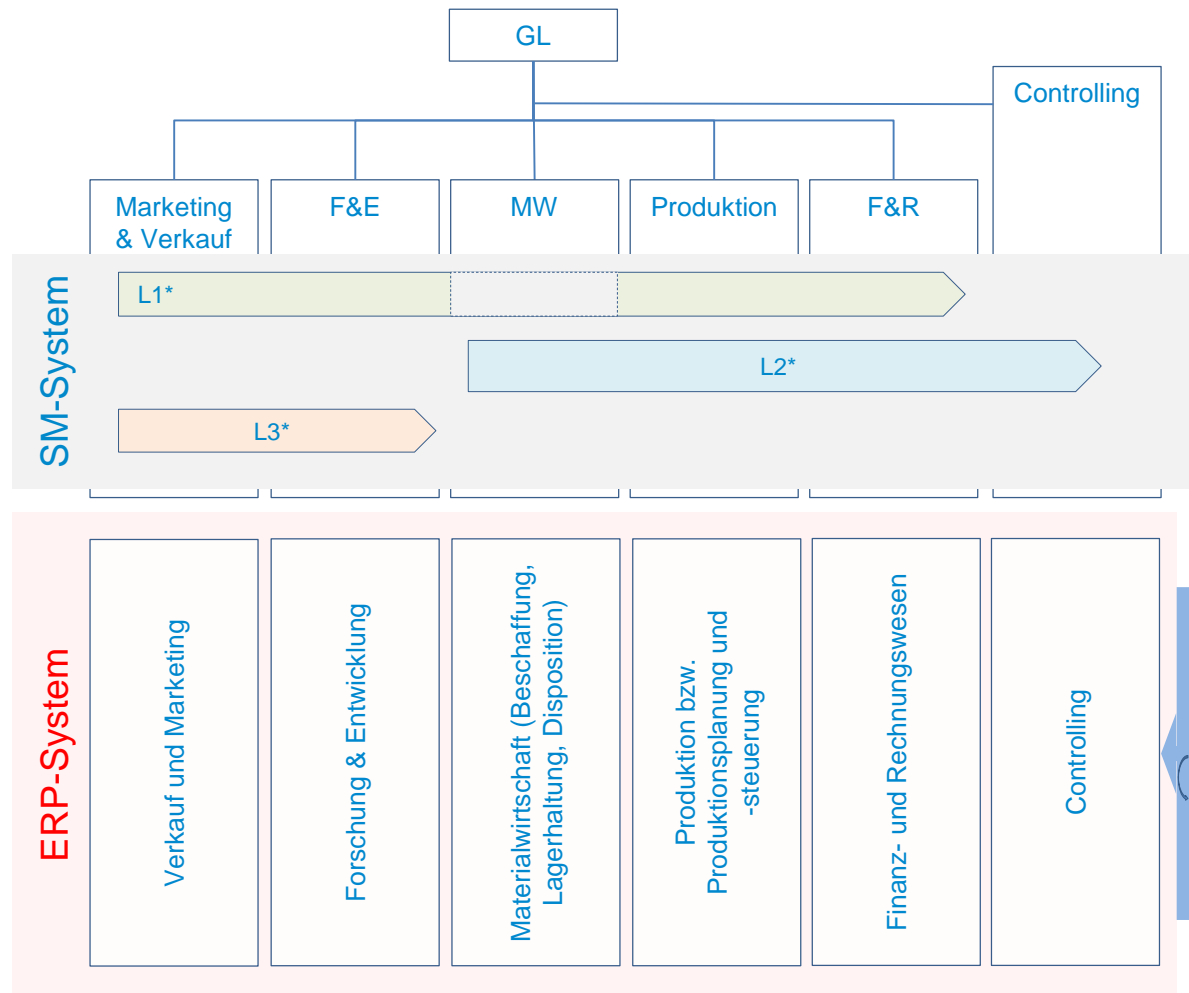 GL
Controlling
Marketing
& Verkauf
F&E
MW
Produktion
F&R
SM-System
L1*
L2*
L3*
ERP-System
Verkauf und Marketing
Forschung & Entwicklung
Materialwirtschaft (Beschaffung,
Lagerhaltung, Disposition)
Produktion bzw.
Produktionsplanung und
-steuerung
Finanz- und Rechnungswesen
Controlling